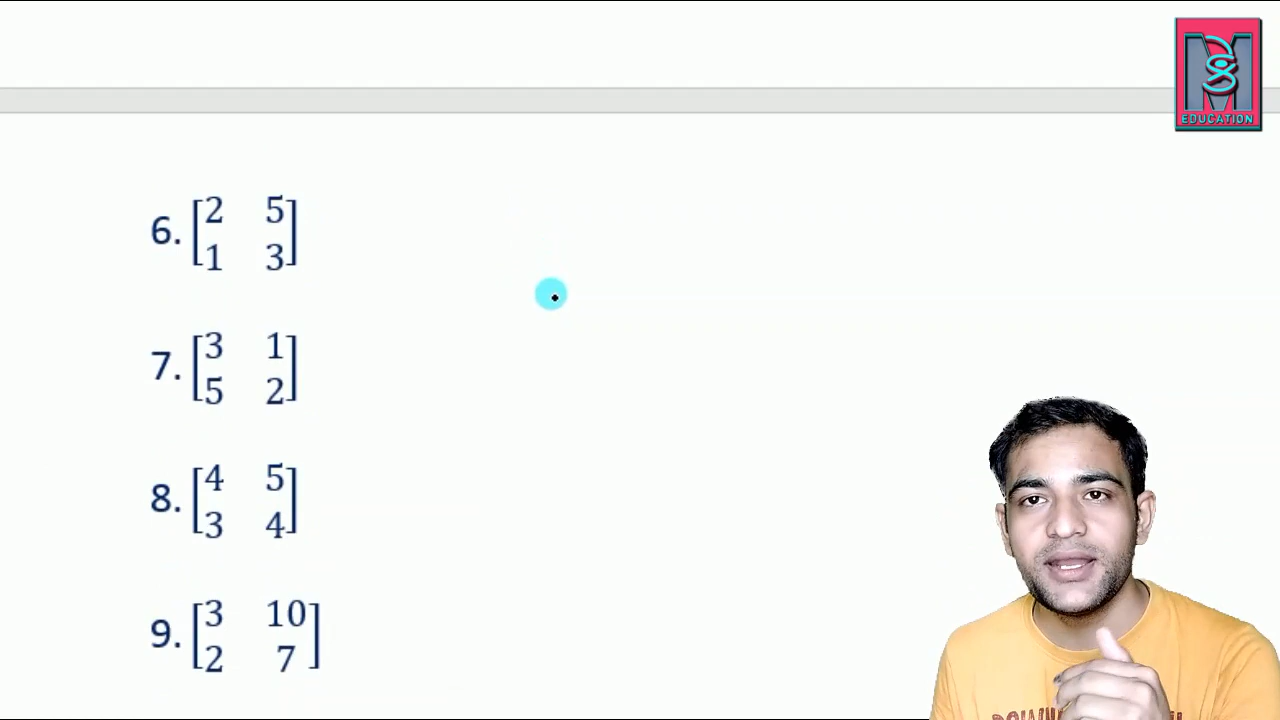 EDUCATION
6. [2 5
1 3]
7. [3 1
5 2]
8. [4 5
3 4]
9. [3 10
2 7]